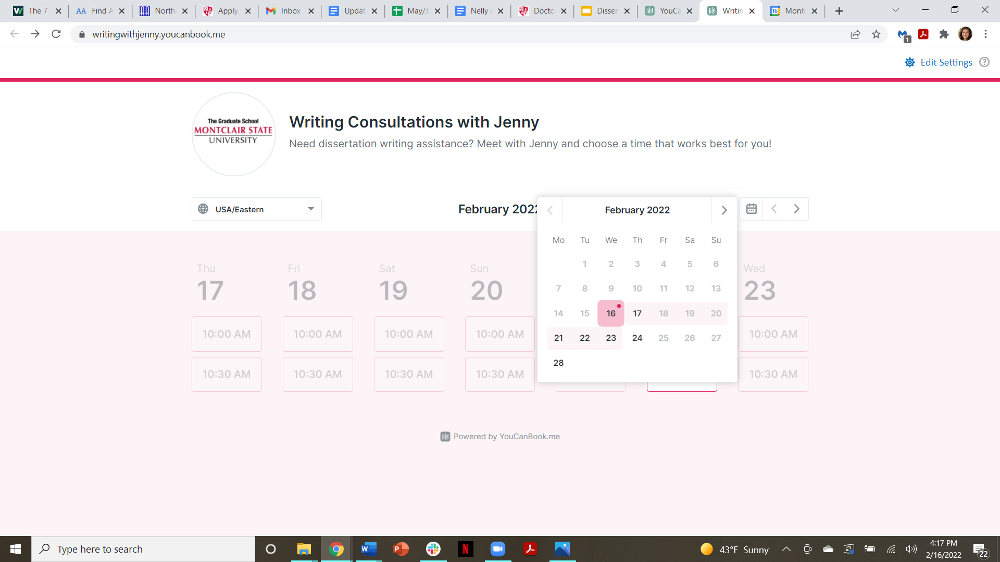 The 7
Find A
North
Apply
Inbox
Updat
May/J
Nelly &
Docto
Disser
YouCa
Writin
16
Montc
writingwithjenny.youcanbook.me
1
Edit Settings
The Graduate School
MONTCLAIR STATE
UNIVERSITY
Writing Consultations with Jenny
Need dissertation writing assistance? Meet with Jenny and choose a time that works best for you!
USA/Eastern
February 2022
February 2022
Mo Tu We Th Fr Sa Su
1 2 3 4 5 6
7 8 9 10 11 12 13
14 15 16 17 18 19 20
21 22 23 24 25 26 27
28
Thu Fri Sat Sun Wed
17 18 19 20 23
10:00 AM 10:00 AM 10:00 AM 10:00 AM 10:00 AM
10:30 AM 10:30 AM 10:30 AM 10:30 AM 10:30 AM
Powered by YouCanBook.me
Type here to search
43°F Sunny
4:17 PM
2/16/2022
22